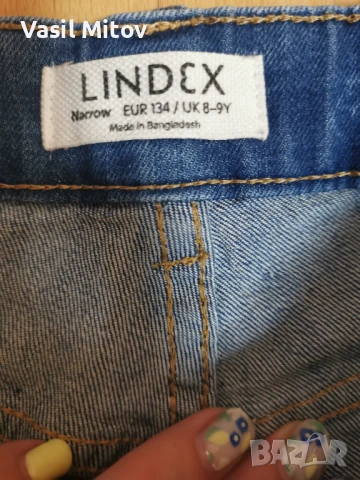 Vasil Mitov
LINDEX
Narrow EUR 134 / UK 8-9Y
Made in Bangladesh
BAZAR